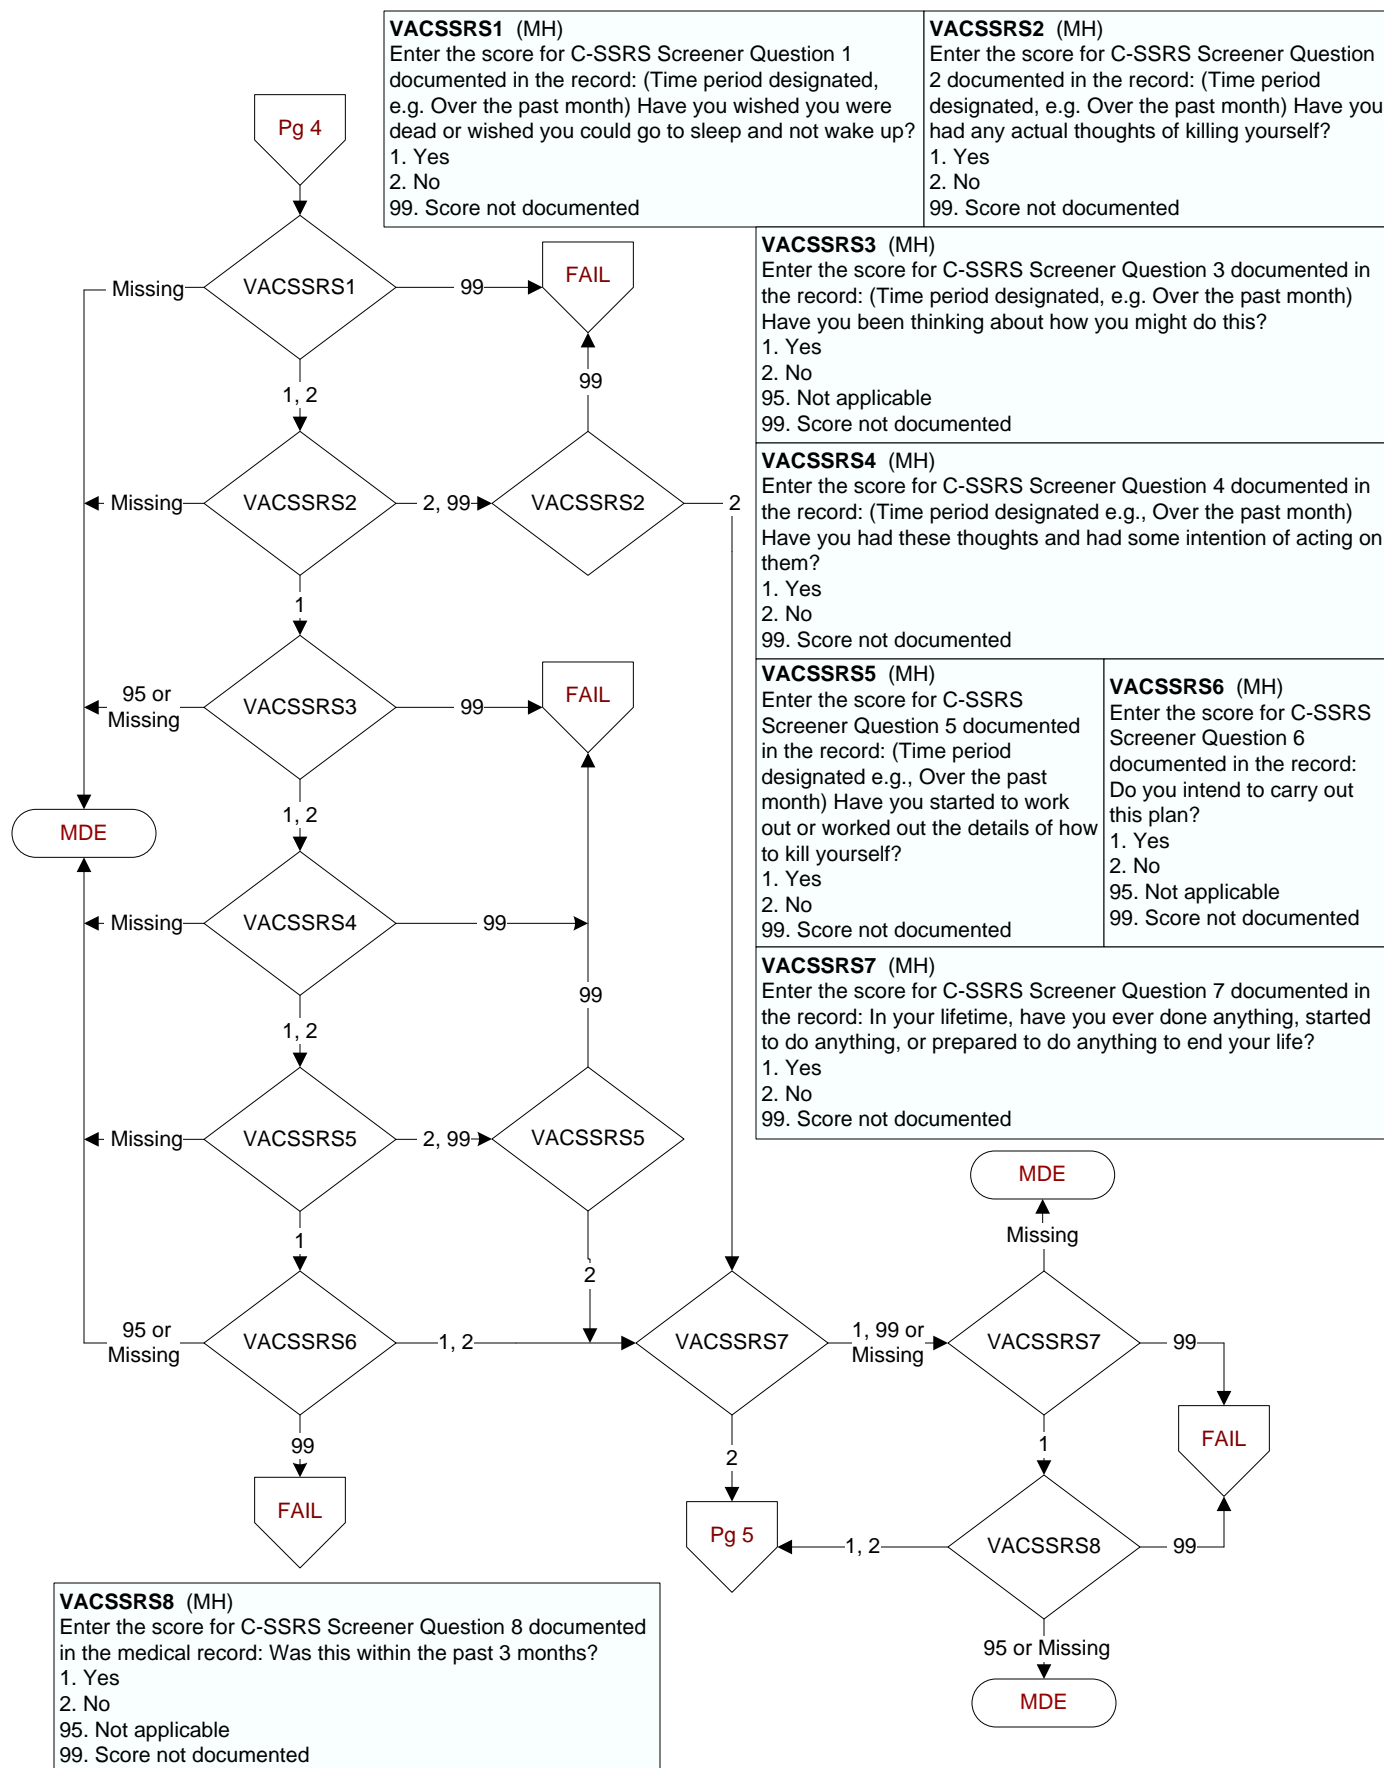 VACSSRS1 (MH)
Enter the score for C-SSRS Screener Question 1
documented in the record: (Time period designated,
e.g. Over the past month) Have you wished you were
dead or wished you could go to sleep and not wake up?
1. Yes
2. No
99. Score not documented
VACSSRS2 (MH)
Enter the score for C-SSRS Screener Question
2 documented in the record: (Time period
designated, e.g. Over the past month) Have you
had any actual thoughts of killing yourself?
1. Yes
2. No
99. Score not documented
VACSSRS3 (MH)
Enter the score for C-SSRS Screener Question 3 documented in
the record: (Time period designated, e.g. Over the past month)
Have you been thinking about how you might do this?
1. Yes
2. No
95. Not applicable
99. Score not documented
VACSSRS4 (MH)
Enter the score for C-SSRS Screener Question 4 documented in
the record: (Time period designated e.g., Over the past month)
Have you had these thoughts and had some intention of acting on
them?
1. Yes
2. No
99. Score not documented
VACSSRS5 (MH)
Enter the score for C-SSRS
Screener Question 5 documented
in the record: (Time period
designated e.g., Over the past
month) Have you started to work
out or worked out the details of how
to kill yourself?
1. Yes
2. No
99. Score not documented
VACSSRS6 (MH)
Enter the score for C-SSRS
Screener Question 6
documented in the record:
Do you intend to carry out
this plan?
1. Yes
2. No
95. Not applicable
99. Score not documented
VACSSRS7 (MH)
Enter the score for C-SSRS Screener Question 7 documented in
the record: In your lifetime, have you ever done anything, started
to do anything, or prepared to do anything to end your life?
1. Yes
2. No
99. Score not documented
Pg 4
Missing
VACSSRS1
99
FAIL
1, 2
99
Missing
VACSSRS2
2, 99
VACSSRS2
2
1
95 or
Missing
VACSSRS3
99
FAIL
1, 2
MDE
Missing
VACSSRS4
99
99
1, 2
Missing
VACSSRS5
2, 99
VACSSRS5
MDE
Missing
1
2
95 or
Missing
VACSSRS6
1, 2
VACSSRS7
1, 99 or
Missing
VACSSRS7
99
99
FAIL
2
1
FAIL
Pg 5
1, 2
VACSSRS8
99
95 or Missing
MDE
VACSSRS8 (MH)
Enter the score for C-SSRS Screener Question 8 documented
in the medical record: Was this within the past 3 months?
1. Yes
2. No
95. Not applicable
99. Score not documented